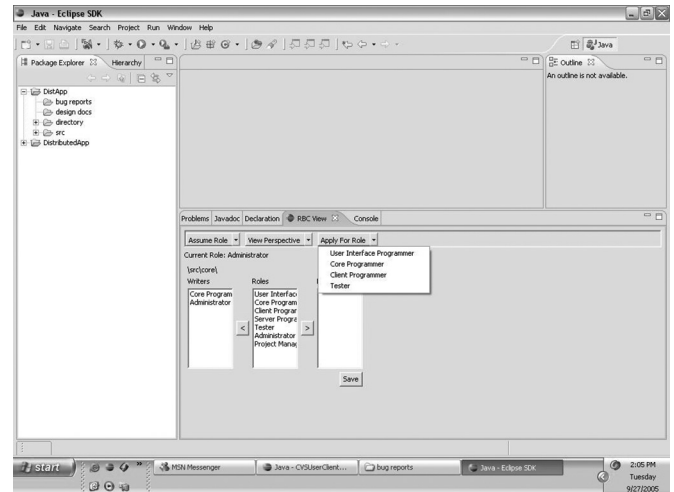 Java - Eclipse SDK
File Edit Navigate Search Project Run Window Help
Java
Package Explorer Hierarchy
Outline
An outline is not available.
DistApp
bug reports
design docs
directory
src
DistributedApp
Problems Javadoc Declaration RBC View Console
Assume Role View Perspective Apply For Role
User Interface Programmer
Core Programmer
Client Programmer
Tester
Current Role: Administrator
\src\core\
Writers Roles
Core Program
Administrator
User Interfac
Core Program
Client Prograr
Server Progra
Tester
Administrator
Project Manag
< >
Save
start
MSN Messenger
Java - CVSUserClient...
bug reports
Java - Eclipse SDK
2:05 PM
Tuesday
9/27/2005